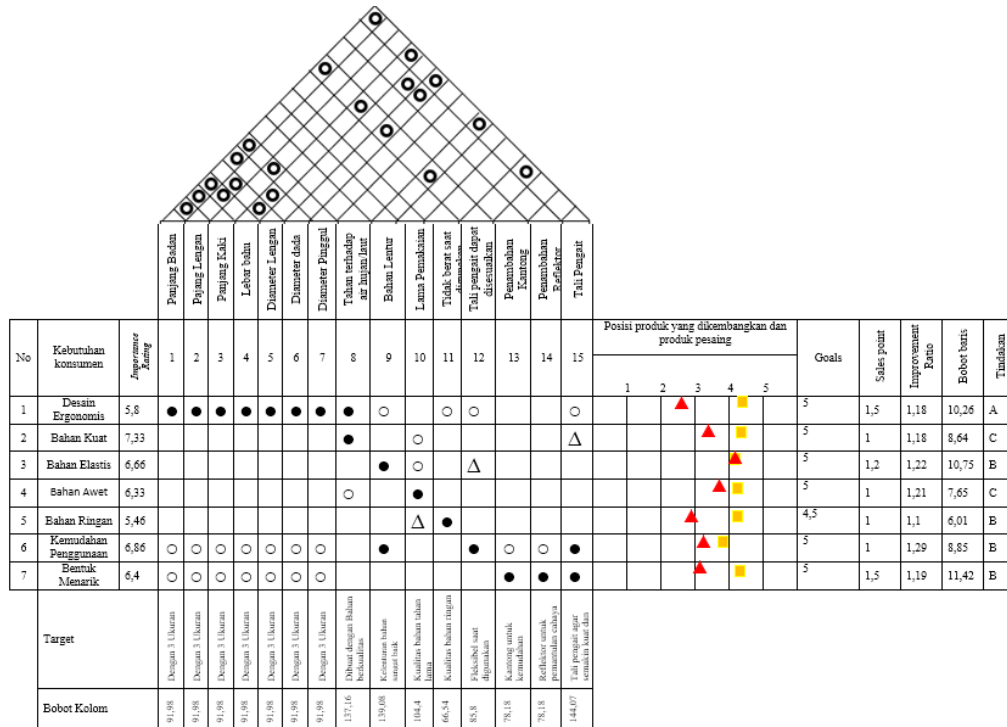 Panjang Badan
Pajang Lengan
Panjang Kaki
Lebar bahu
Diameter Lengan
Diameter dada
Diameter Pinggul
Tahan terhadap
air hujan/laut
Bahan Lentur
Lama Pemakaian
Tidak berat saat
Tali pengait dapat
disesuaikan
Penambahan
Kantong
Penambahan
Reflektor
Tali Pengait
No
Kebutuhan
konsumen
Importance
Rating
1 2 3 4 5 6 7 8 9 10 11 12 13 14 15
Posisi produk yang dikembangkan dan
produk pesaing
1 2 3 4 5
Goals
Sales point
Improvement
Ratio
Bobot baris
Tindakan
1 Desain
Ergonomis 5,8 5 1,5 1,18 10,26 A
2 Bahan Kuat 7,33 5 1 1,18 8,64 C
3 Bahan Elastis 6,66 5 1,2 1,22 10,75 B
4 Bahan Awet 6,33 5 1 1,21 7,65 C
5 Bahan Ringan 5,46 4,5 1 1,1 6,01 B
6 Kemudahan
Penggunaan 6,86 5 1 1,29 8,85 B
7 Bentuk
Menarik 6,4 5 1,5 1,19 11,42 B
Target
Dengan 3 Ukuran
Dengan 3 Ukuran
Dengan 3 Ukuran
Dengan 3 Ukuran
Dengan 3 Ukuran
Dengan 3 Ukuran
Dengan 3 Ukuran
Dibuat dengan Bahan
berkualitas
Kelenturan bahan
sangat baik
Kualitas bahan tahan
lama
Kualitas bahan ringan
Fleksibel saat
digunakan
Kantong untuk
kemudahan
Reflektor untuk
pemantulan cahaya
Tali pengait agar
semakin kuat dan
Bobot Kolom
91,98
91,98
91,98
91,98
91,98
91,98
91,98
137,16
139,08
104,4
66,54
85,8
78,18
78,18
144,07